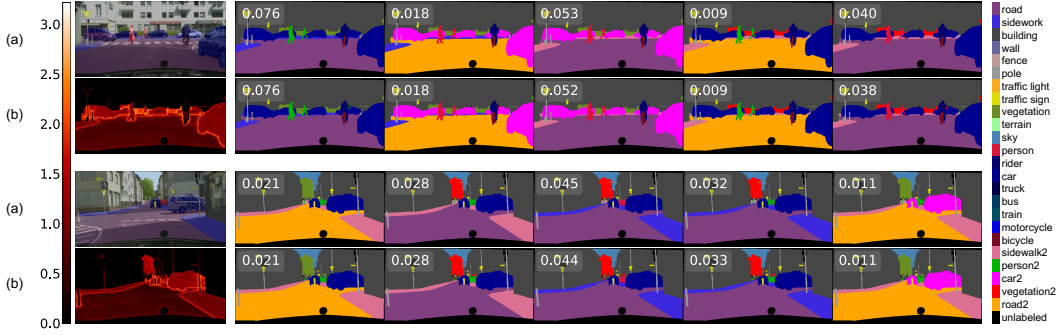 3.0
2.5
2.0
1.5
1.0
0.5
0.0
(a)
0.076
0.018
0.053
0.009
0.040
(b)
0.076
0.018
0.052
0.009
0.038
(a)
0.021
0.028
0.045
0.032
0.011
(b)
0.021
0.028
0.044
0.033
0.011
road
sidework
building
wall
fence
pole
traffic light
traffic sign
vegetation
terrain
sky
person
rider
car
truck
bus
train
motorcycle
bicycle
sidewalk2
person2
car2
vegetation2
road2
unlabeled